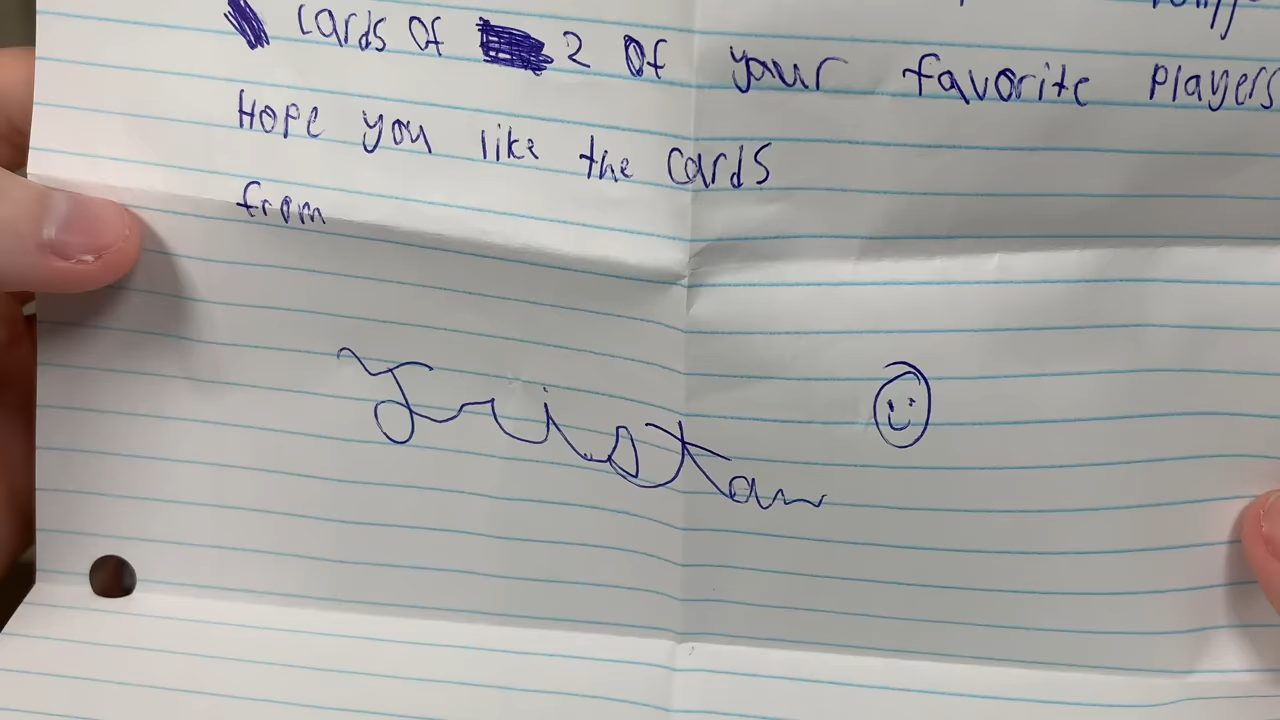 cards of 2 of your favorite players
Hope you like the cards
from
Tristan